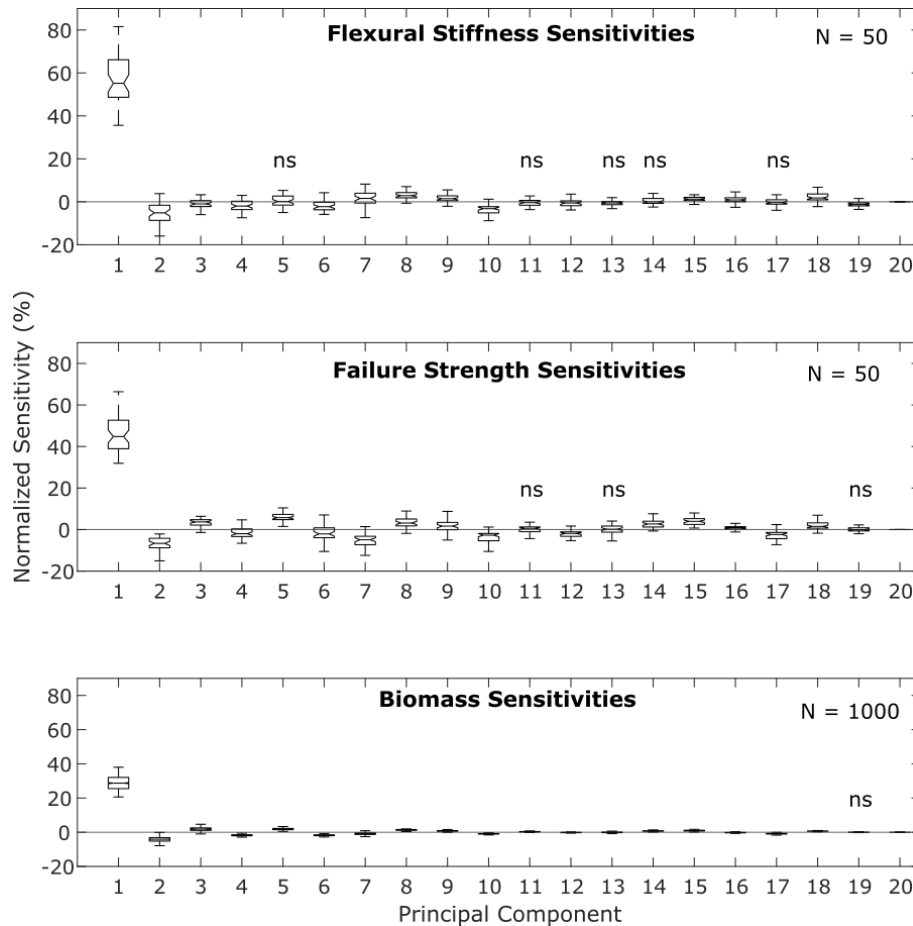 Flexural Stiffness Sensitivities
N = 50
80
60
40
20
0
-20
ns ns ns ns ns
1 2 3 4 5 6 7 8 9 10 11 12 13 14 15 16 17 18 19 20
Normalized Sensitivity (%)
Failure Strength Sensitivities
N = 50
80
60
40
20
0
-20
ns ns ns
1 2 3 4 5 6 7 8 9 10 11 12 13 14 15 16 17 18 19 20
Biomass Sensitivities
N = 1000
80
60
40
20
0
-20
ns
1 2 3 4 5 6 7 8 9 10 11 12 13 14 15 16 17 18 19 20
Principal Component